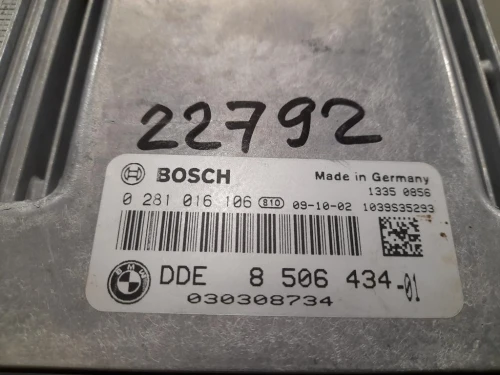 22792
BOSCH Made in Germany
1335 0856
0 281 016 106 810 09-10-02 1039S35293
BMW DDE 8 506 434-01
030308734